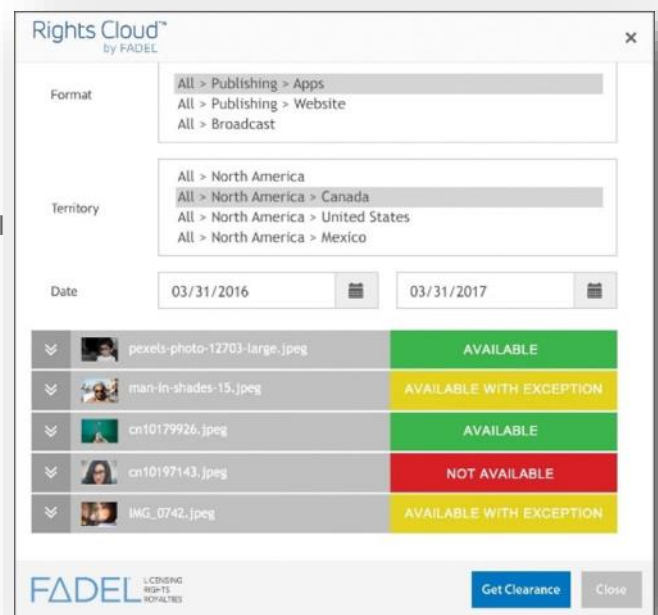 Rights Cloud™
by FADEL
×
Format
All > Publishing > Apps
All > Publishing > Website
All > Broadcast
Territory
All > North America
All > North America > Canada
All > North America > United States
All > North America > Mexico
Date
03/31/2016
03/31/2017
pexels-photo-12703-large.jpeg
AVAILABLE
man-in-shades-15.jpeg
AVAILABLE WITH EXCEPTION
cn10179926.jpeg
AVAILABLE
cn10197143.jpeg
NOT AVAILABLE
IMG_0742.jpeg
AVAILABLE WITH EXCEPTION
FADEL
LICENSING
RIGHTS
ROYALTIES
Get Clearance
Close